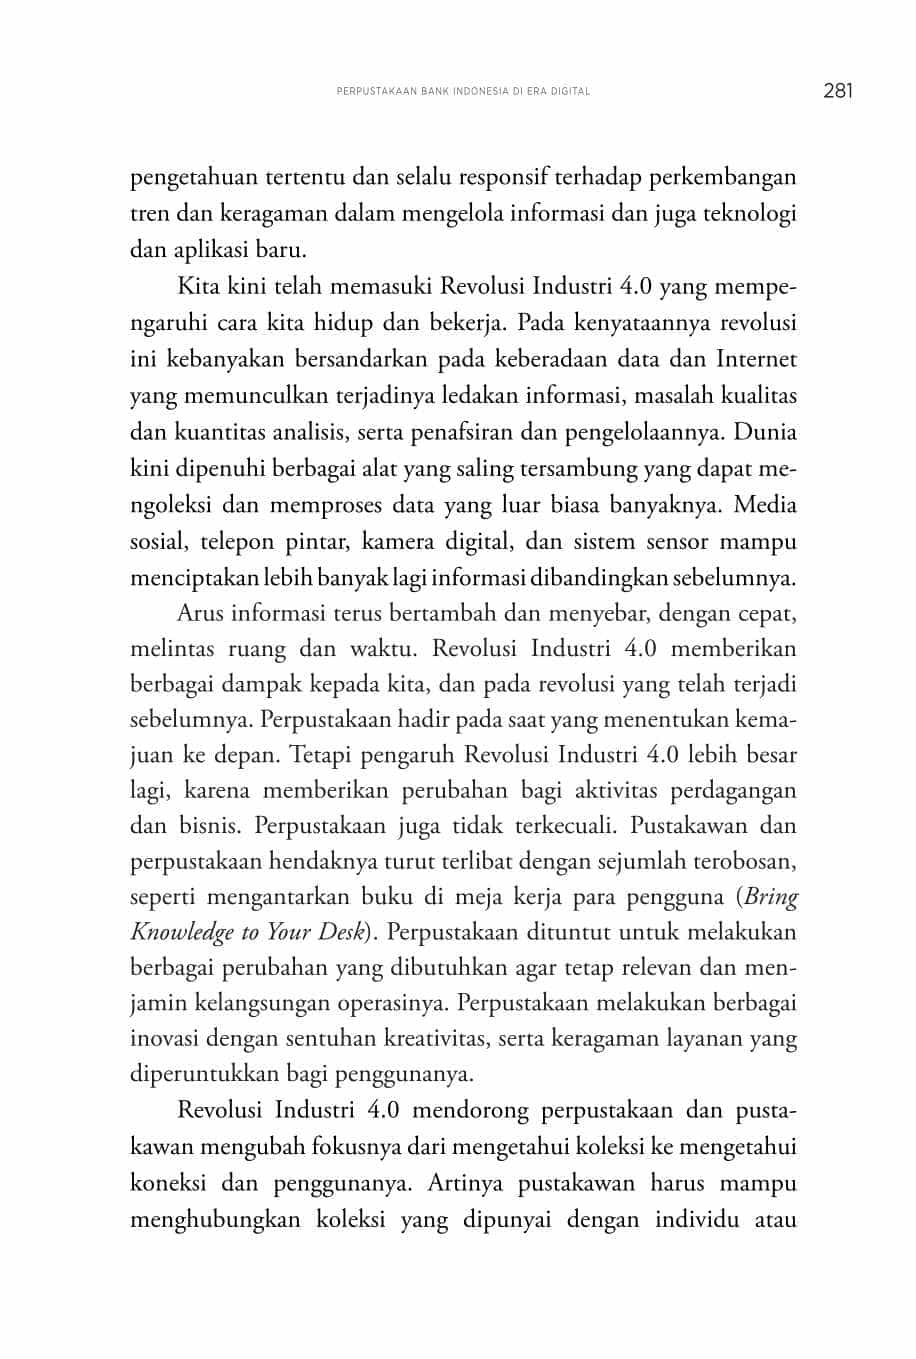 PERPUSTAKAAN BANK INDONESIA DI ERA DIGITAL 281
pengetahuan tertentu dan selalu responsif terhadap perkembangan
tren dan keragaman dalam mengelola informasi dan juga teknologi
dan aplikasi baru.
Kita kini telah memasuki Revolusi Industri 4.0 yang mempe-
ngaruhi cara kita hidup dan bekerja. Pada kenyataannya revolusi
ini kebanyakan bersandarkan pada keberadaan data dan Internet
yang memunculkan terjadinya ledakan informasi, masalah kualitas
dan kuantitas analisis, serta penafsiran dan pengelolaannya. Dunia
kini dipenuhi berbagai alat yang saling tersambung yang dapat me-
ngoleksi dan memproses data yang luar biasa banyaknya. Media
sosial, telepon pintar, kamera digital, dan sistem sensor mampu
menciptakan lebih banyak lagi informasi dibandingkan sebelumnya.
Arus informasi terus bertambah dan menyebar, dengan cepat,
melintas ruang dan waktu. Revolusi Industri 4.0 memberikan
berbagai dampak kepada kita, dan pada revolusi yang telah terjadi
sebelumnya. Perpustakaan hadir pada saat yang menentukan kema-
juan ke depan. Tetapi pengaruh Revolusi Industri 4.0 lebih besar
lagi, karena memberikan perubahan bagi aktivitas perdagangan
dan bisnis. Perpustakaan juga tidak terkecuali. Pustakawan dan
perpustakaan hendaknya turut terlibat dengan sejumlah terobosan,
seperti mengantarkan buku di meja kerja para pengguna (Bring
Knowledge to Your Desk). Perpustakaan dituntut untuk melakukan
berbagai perubahan yang dibutuhkan agar tetap relevan dan men-
jamin kelangsungan operasinya. Perpustakaan melakukan berbagai
inovasi dengan sentuhan kreativitas, serta keragaman layanan yang
diperuntukkan bagi penggunanya.
Revolusi Industri 4.0 mendorong perpustakaan dan pusta-
kawan mengubah fokusnya dari mengetahui koleksi ke mengetahui
koneksi dan penggunanya. Artinya pustakawan harus mampu
menghubungkan koleksi yang dipunyai dengan individu atau